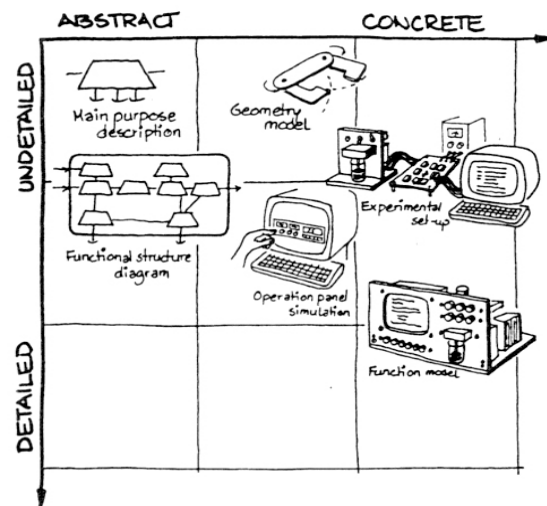 ABSTRACT
CONCRETE
UNDETAILED
DETAILED
Main purpose
description
Geometry
model
Experimental
set-up
Functional structure
diagram
Operation panel
simulation
Function model